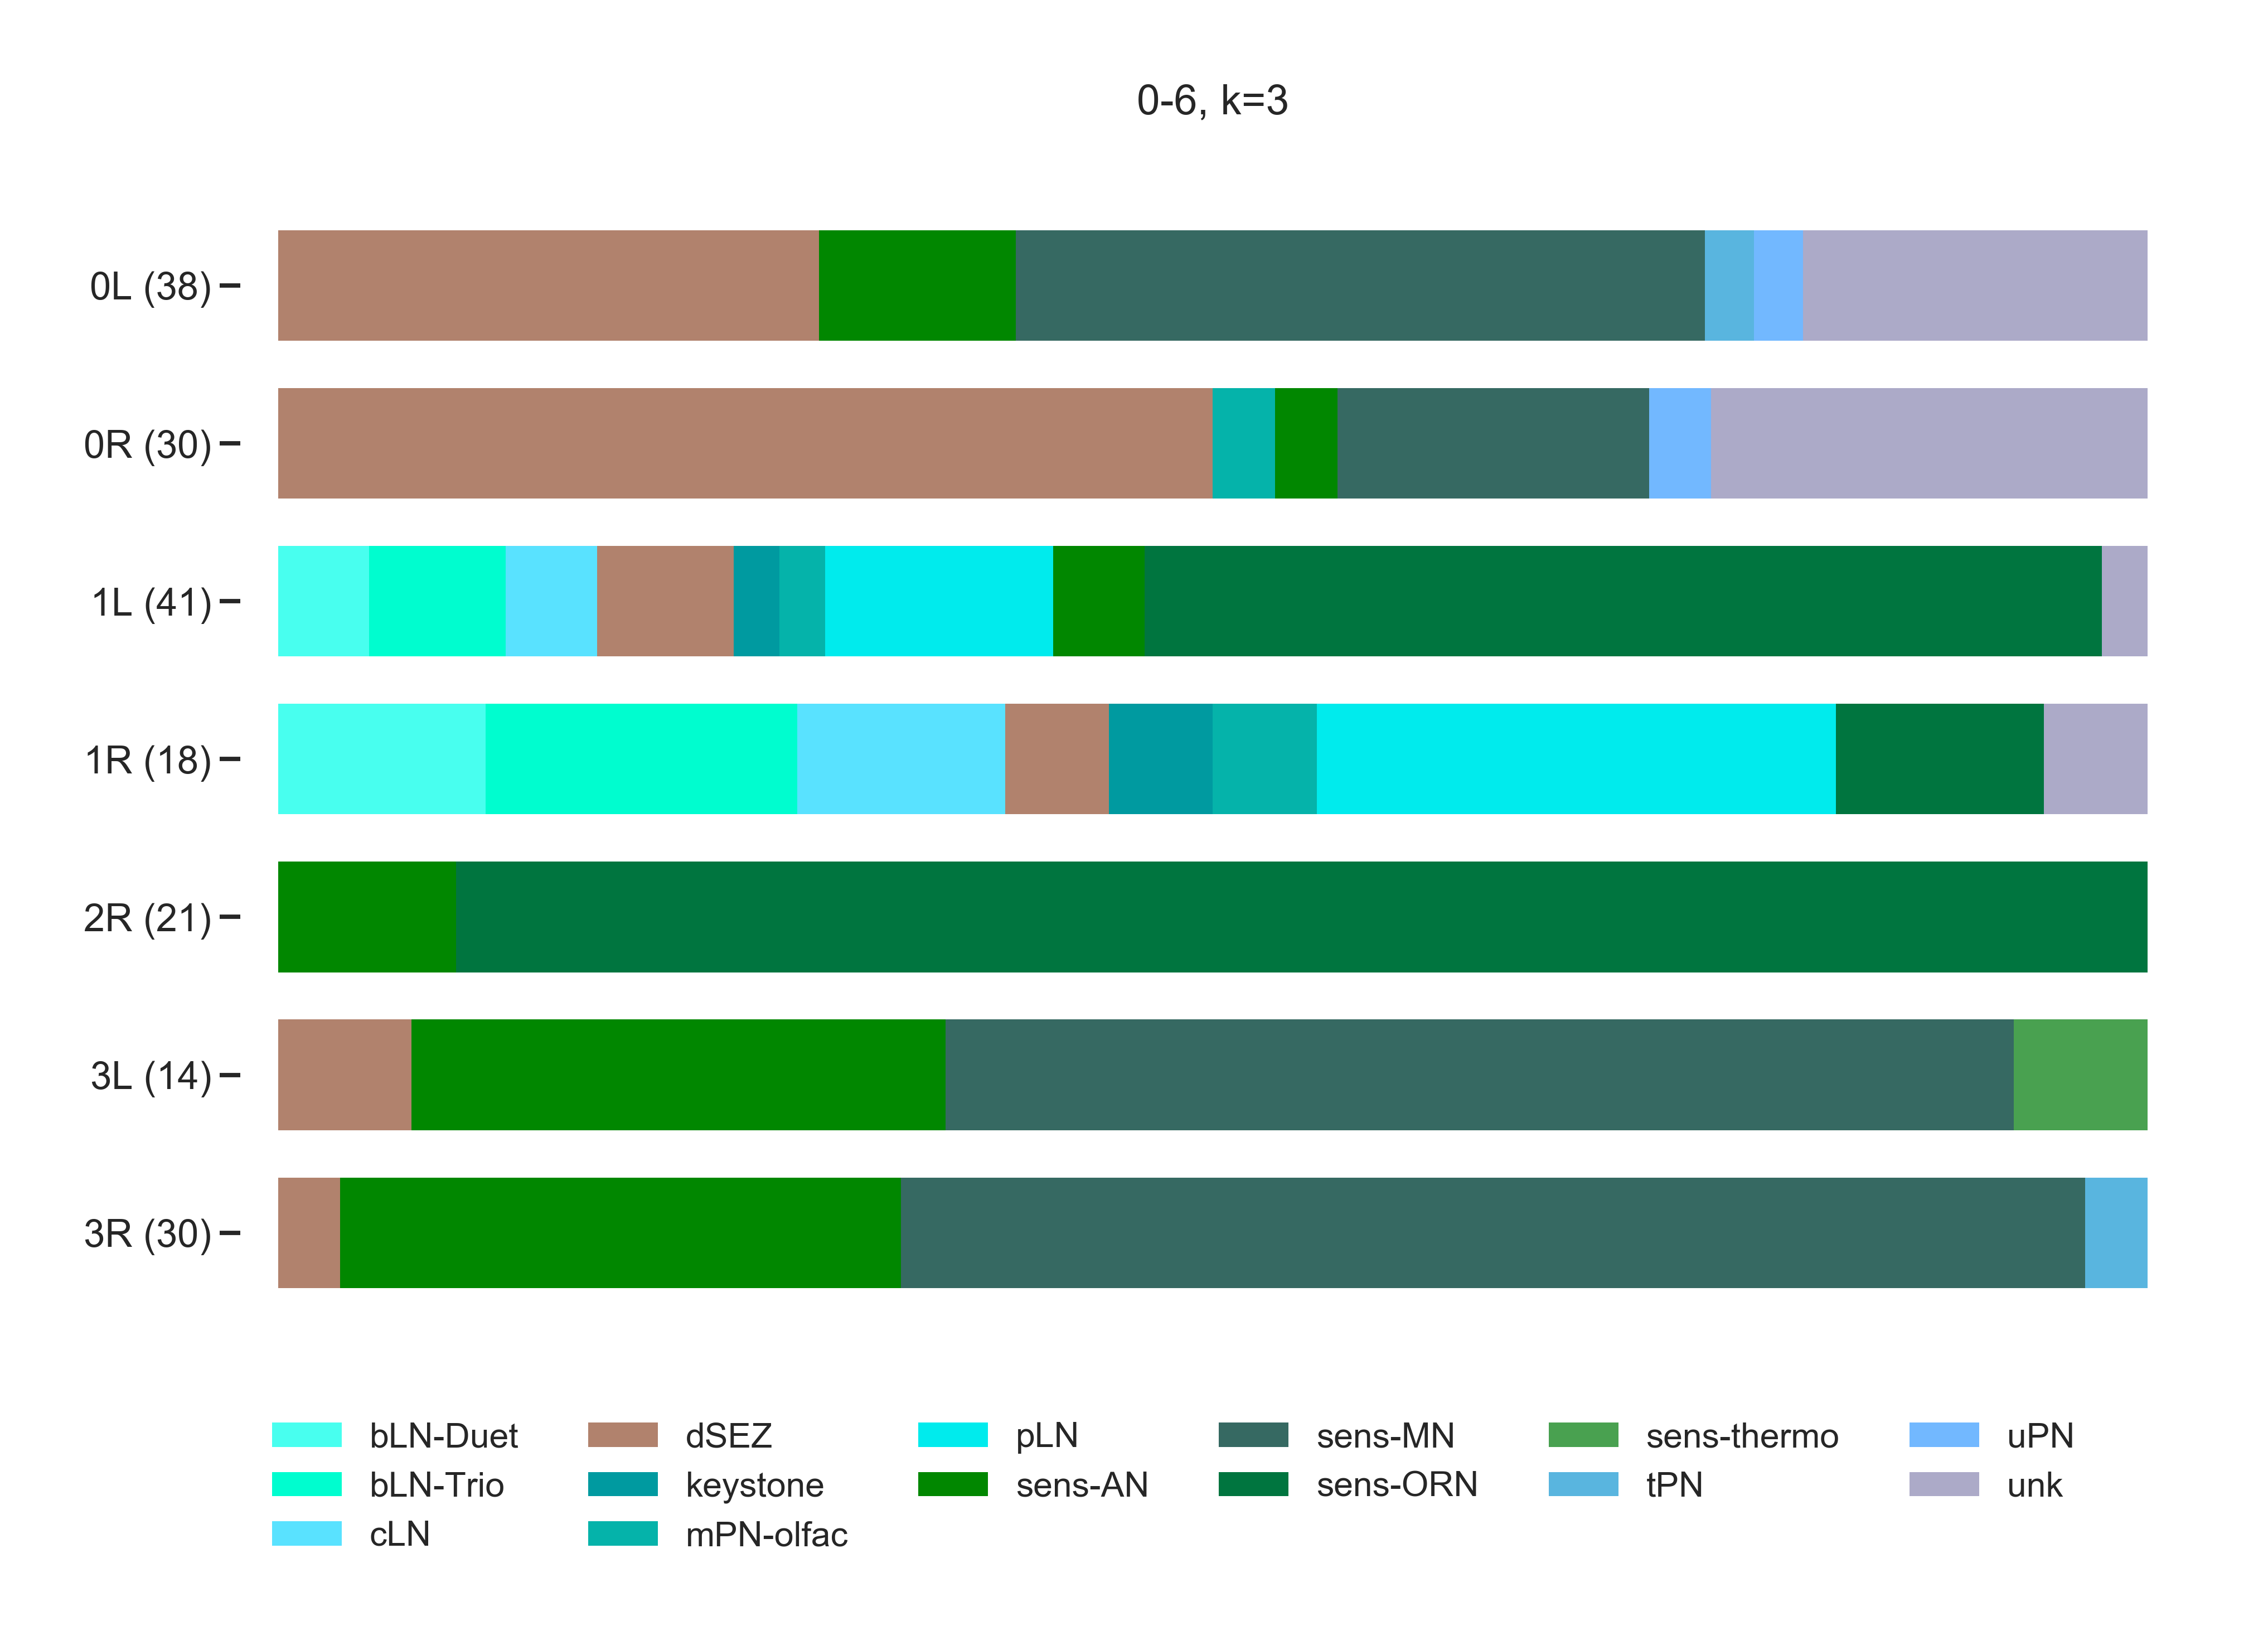 0-6, k=3
0L (38)
0R (30)
1L (41)
1R (18)
2R (21)
3L (14)
3R (30)
bLN-Duet
bLN-Trio
cLN
dSEZ
keystone
mPN-olfac
pLN
sens-AN
sens-MN
sens-ORN
sens-thermo
tPN
uPN
unk